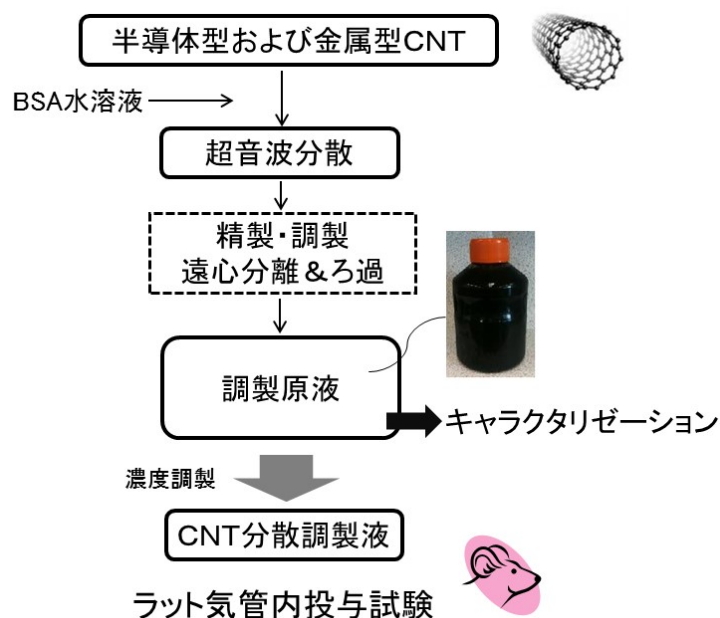 半導体型および金属型CNT
BSA水溶液
超音波分散
精製・調製
遠心分離＆ろ過
調製原液
キャラクタリゼーション
濃度調製
CNT分散調製液
ラット気管内投与試験